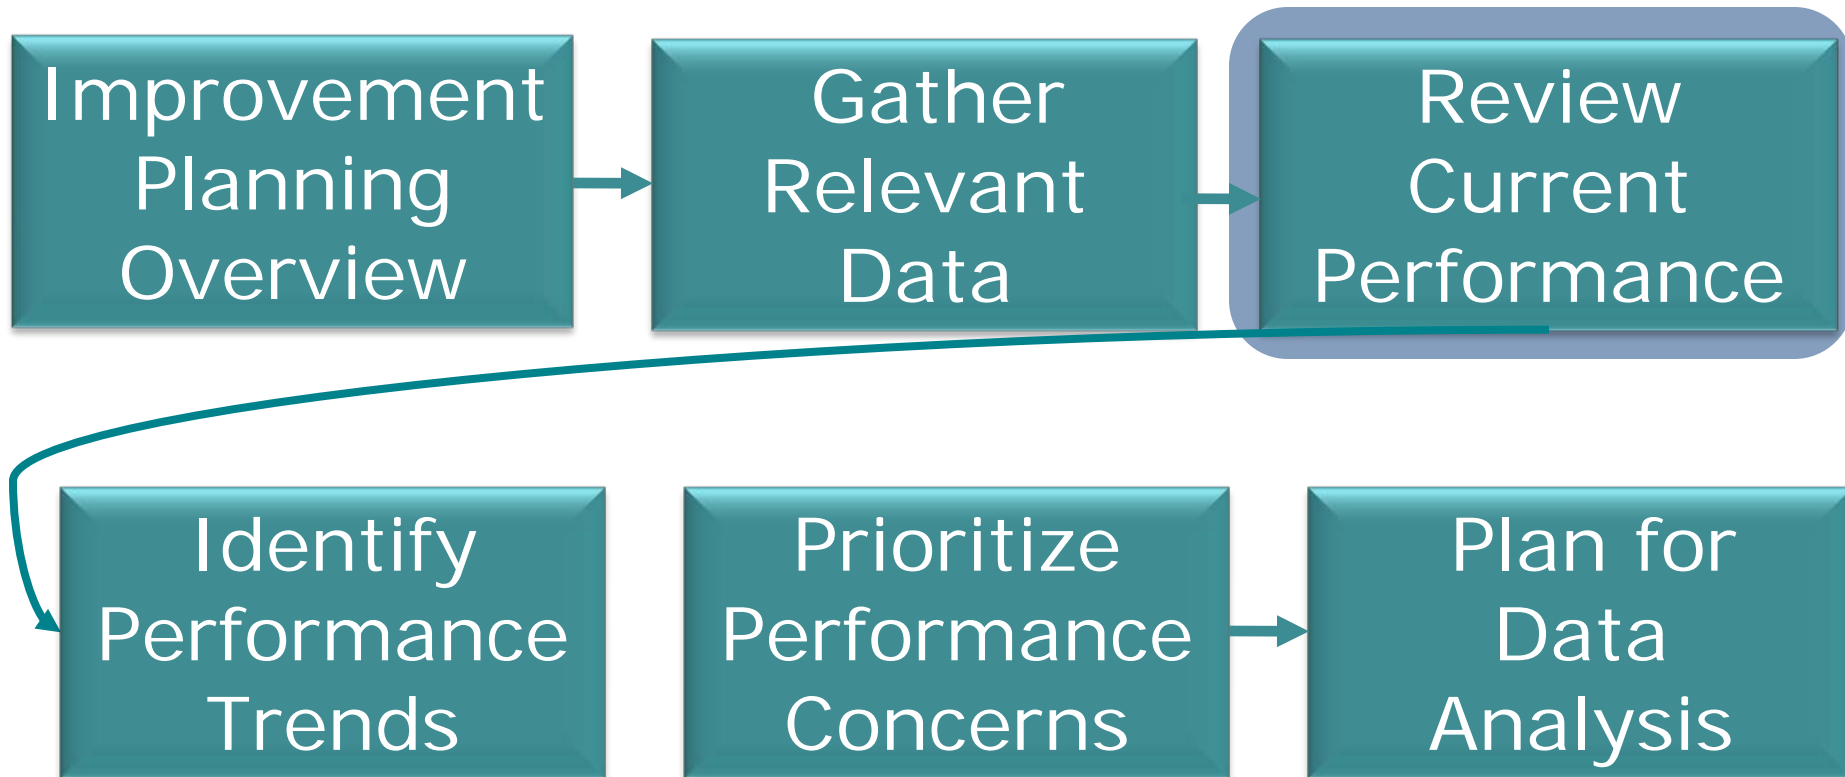 Improvement
Planning
Overview
Gather
Relevant
Data
Review
Current
Performance
Identify
Performance
Trends
Prioritize
Performance
Concerns
Plan for
Data
Analysis